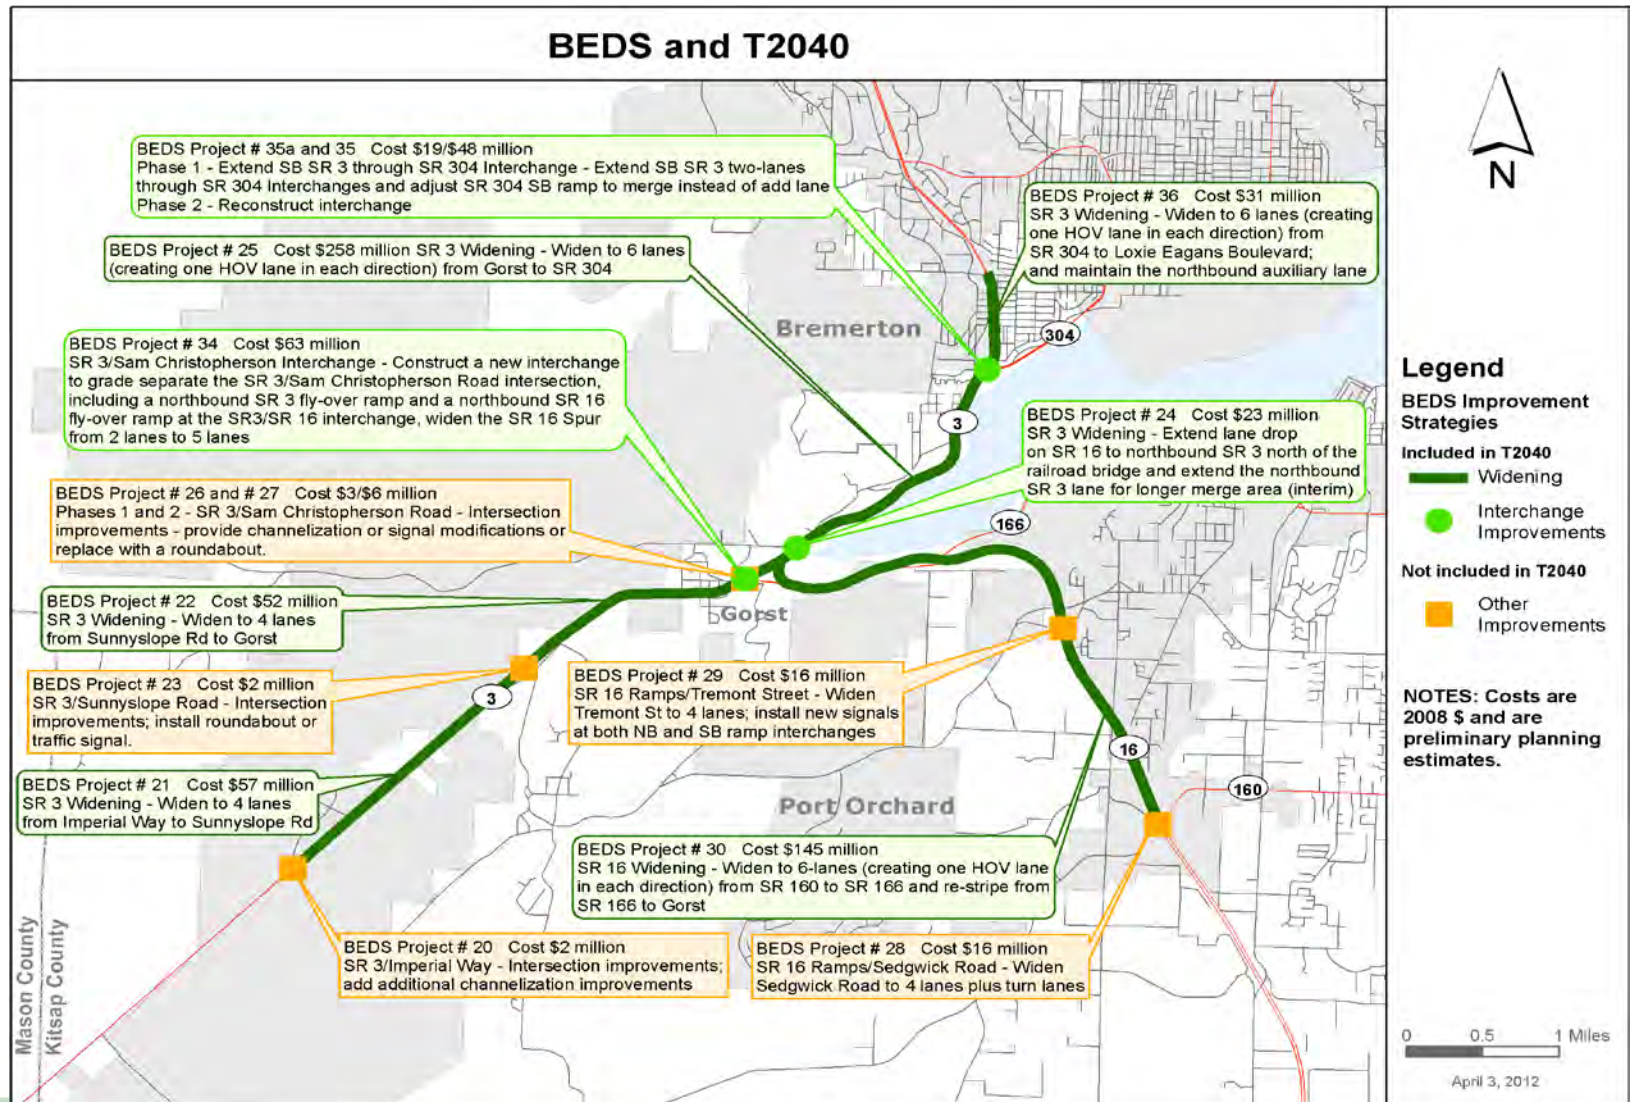 BEDS and T2040
BEDS Project # 35a and 35 Cost $19/$48 million
Phase 1 - Extend SB SR 3 through SR 304 Interchange - Extend SB SR 3 two-lanes
through SR 304 Interchanges and adjust SR 304 SB ramp to merge instead of add lane
Phase 2 - Reconstruct interchange
BEDS Project # 36 Cost $31 million
SR 3 Widening - Widen to 6 lanes (creating
one HOV lane in each direction) from
SR 304 to Loxie Eagans Boulevard;
and maintain the northbound auxiliary lane
BEDS Project # 25 Cost $258 million SR 3 Widening - Widen to 6 lanes
(creating one HOV lane in each direction) from Gorst to SR 304
Bremerton
304
BEDS Project # 34 Cost $63 million
SR 3/Sam Christopherson Interchange - Construct a new interchange
to grade separate the SR 3/Sam Christopherson Road intersection,
including a northbound SR 3 fly-over ramp and a northbound SR 16
fly-over ramp at the SR3/SR 16 interchange, widen the SR 16 Spur
from 2 lanes to 5 lanes
3
BEDS Project # 24 Cost $23 million
SR 3 Widening - Extend lane drop
on SR 16 to northbound SR 3 north of the
railroad bridge and extend the northbound
SR 3 lane for longer merge area (interim)
BEDS Project # 26 and # 27 Cost $3/$6 million
Phases 1 and 2 - SR 3/Sam Christopherson Road - Intersection
improvements - provide channelization or signal modifications or
replace with a roundabout.
166
BEDS Project # 22 Cost $52 million
SR 3 Widening - Widen to 4 lanes
from Sunnyslope Rd to Gorst
Gorst
BEDS Project # 23 Cost $2 million
SR 3/Sunnyslope Road - Intersection
improvements; install roundabout or
traffic signal.
3
BEDS Project # 29 Cost $16 million
SR 16 Ramps/Tremont Street - Widen
Tremont St to 4 lanes; install new signals
at both NB and SB ramp interchanges
16
160
BEDS Project # 21 Cost $57 million
SR 3 Widening - Widen to 4 lanes
from Imperial Way to Sunnyslope Rd
Port Orchard
BEDS Project # 30 Cost $145 million
SR 16 Widening - Widen to 6-lanes (creating one HOV lane
in each direction) from SR 160 to SR 166 and re-stripe from
SR 166 to Gorst
BEDS Project # 20 Cost $2 million
SR 3/Imperial Way - Intersection improvements;
add additional channelization improvements
BEDS Project # 28 Cost $16 million
SR 16 Ramps/Sedgwick Road - Widen
Sedgwick Road to 4 lanes plus turn lanes
Mason County
Kitsap County
N
Legend
BEDS Improvement
Strategies
Included in T2040
Widening
Interchange
Improvements
Not included in T2040
Other
Improvements
NOTES: Costs are
2008 $ and are
preliminary planning
estimates.
0 0.5 1 Miles
April 3, 2012